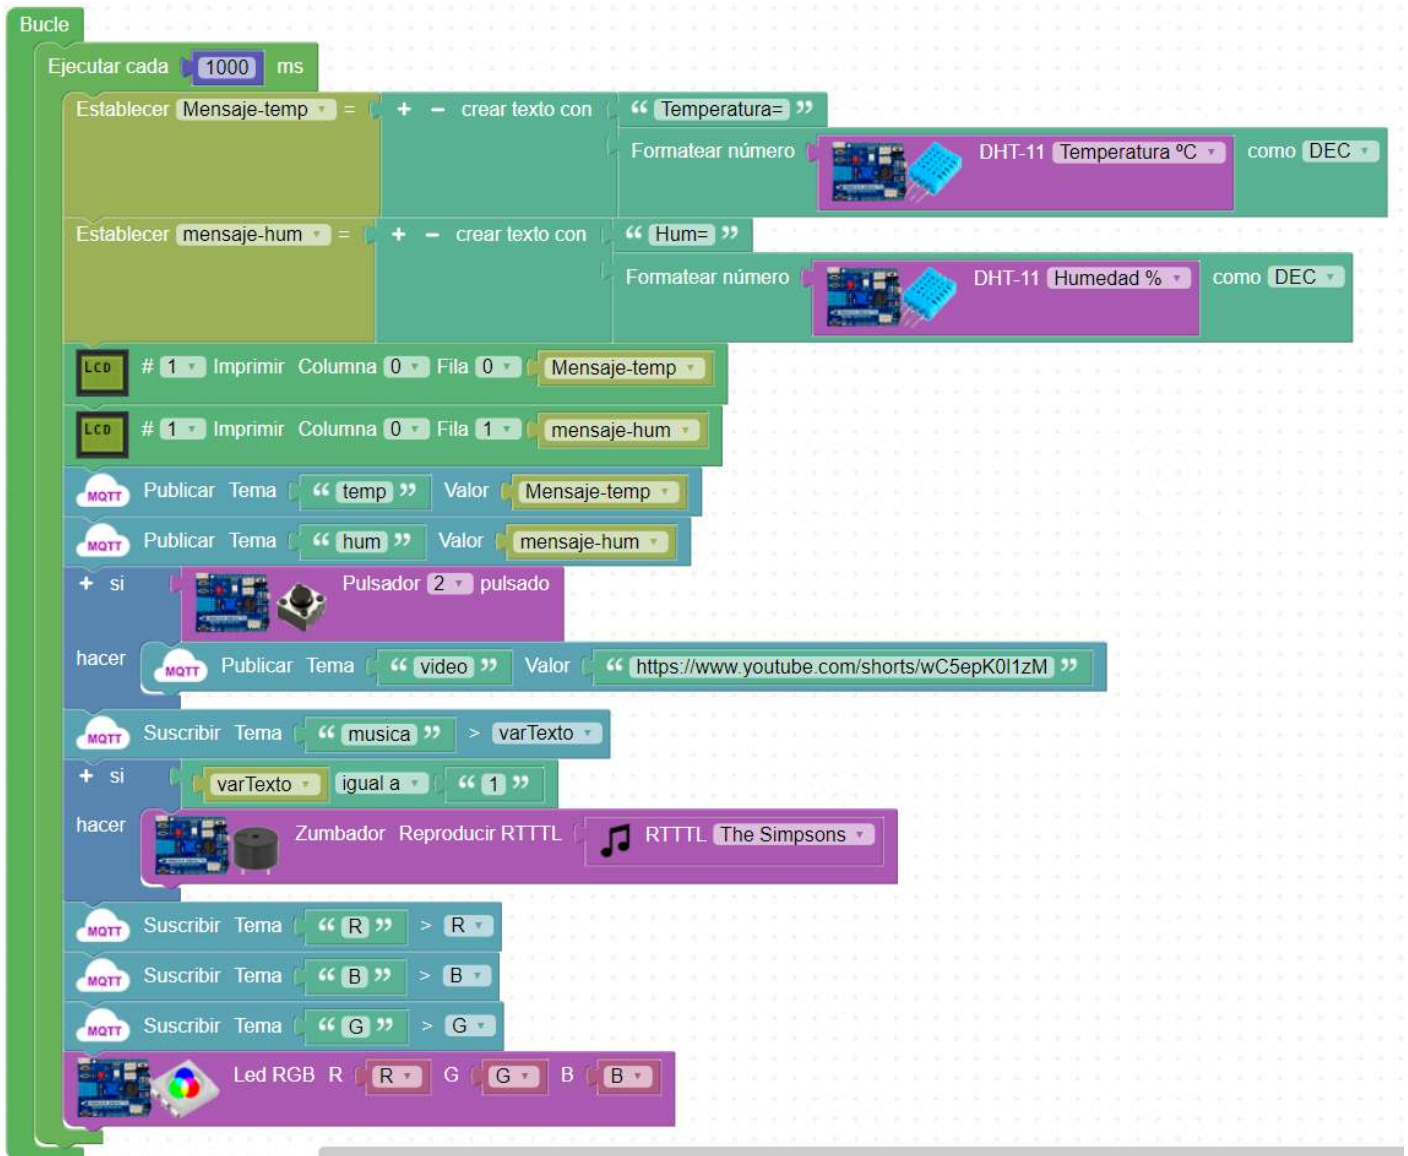 Bucle
Ejecutar cada 1000 ms
Establecer Mensaje-temp = + − crear texto con “ Temperatura= ”
Formatear número DHT-11 Temperatura ºC como DEC
Establecer mensaje-hum = + − crear texto con “ Hum= ”
Formatear número DHT-11 Humedad % como DEC
LCD # 1 Imprimir Columna 0 Fila 0 Mensaje-temp
LCD # 1 Imprimir Columna 0 Fila 1 mensaje-hum
MQTT Publicar Tema “ temp ” Valor Mensaje-temp
MQTT Publicar Tema “ hum ” Valor mensaje-hum
+ si Pulsador 2 pulsado
hacer MQTT Publicar Tema “ video ” Valor “ https://www.youtube.com/shorts/wC5epK0l1zM ”
MQTT Suscribir Tema “ musica ” > varTexto
+ si varTexto igual a “ 1 ”
hacer Zumbador Reproducir RTTTL RTTTL The Simpsons
MQTT Suscribir Tema “ R ” > R
MQTT Suscribir Tema “ B ” > B
MQTT Suscribir Tema “ G ” > G
Led RGB R R G G B B